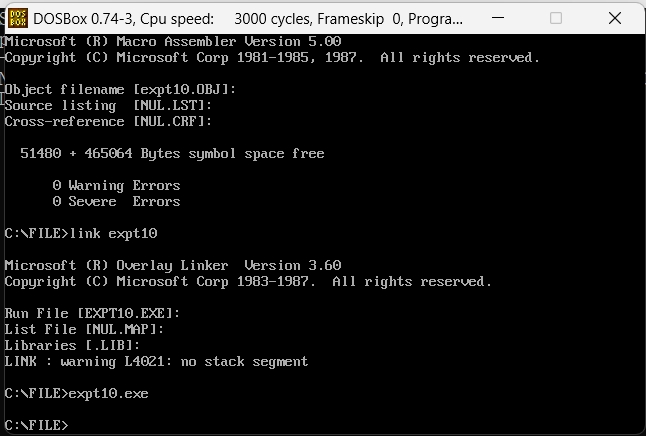 DOSBox 0.74-3, Cpu speed: 3000 cycles, Frameskip 0, Progra...
Microsoft (R) Macro Assembler Version 5.00
Copyright (C) Microsoft Corp 1981-1985, 1987.  All rights reserved.
Object filename [expt10.OBJ]:
Source listing  [NUL.LST]:
Cross-reference [NUL.CRF]:
51480 + 465064 Bytes symbol space free
0 Warning Errors
0 Severe  Errors
C:\FILE>link expt10
Microsoft (R) Overlay Linker  Version 3.60
Copyright (C) Microsoft Corp 1983-1987.  All rights reserved.
Run File [EXPT10.EXE]:
List File [NUL.MAP]:
Libraries [.LIB]:
LINK : warning L4021: no stack segment
C:\FILE>expt10.exe
C:\FILE>